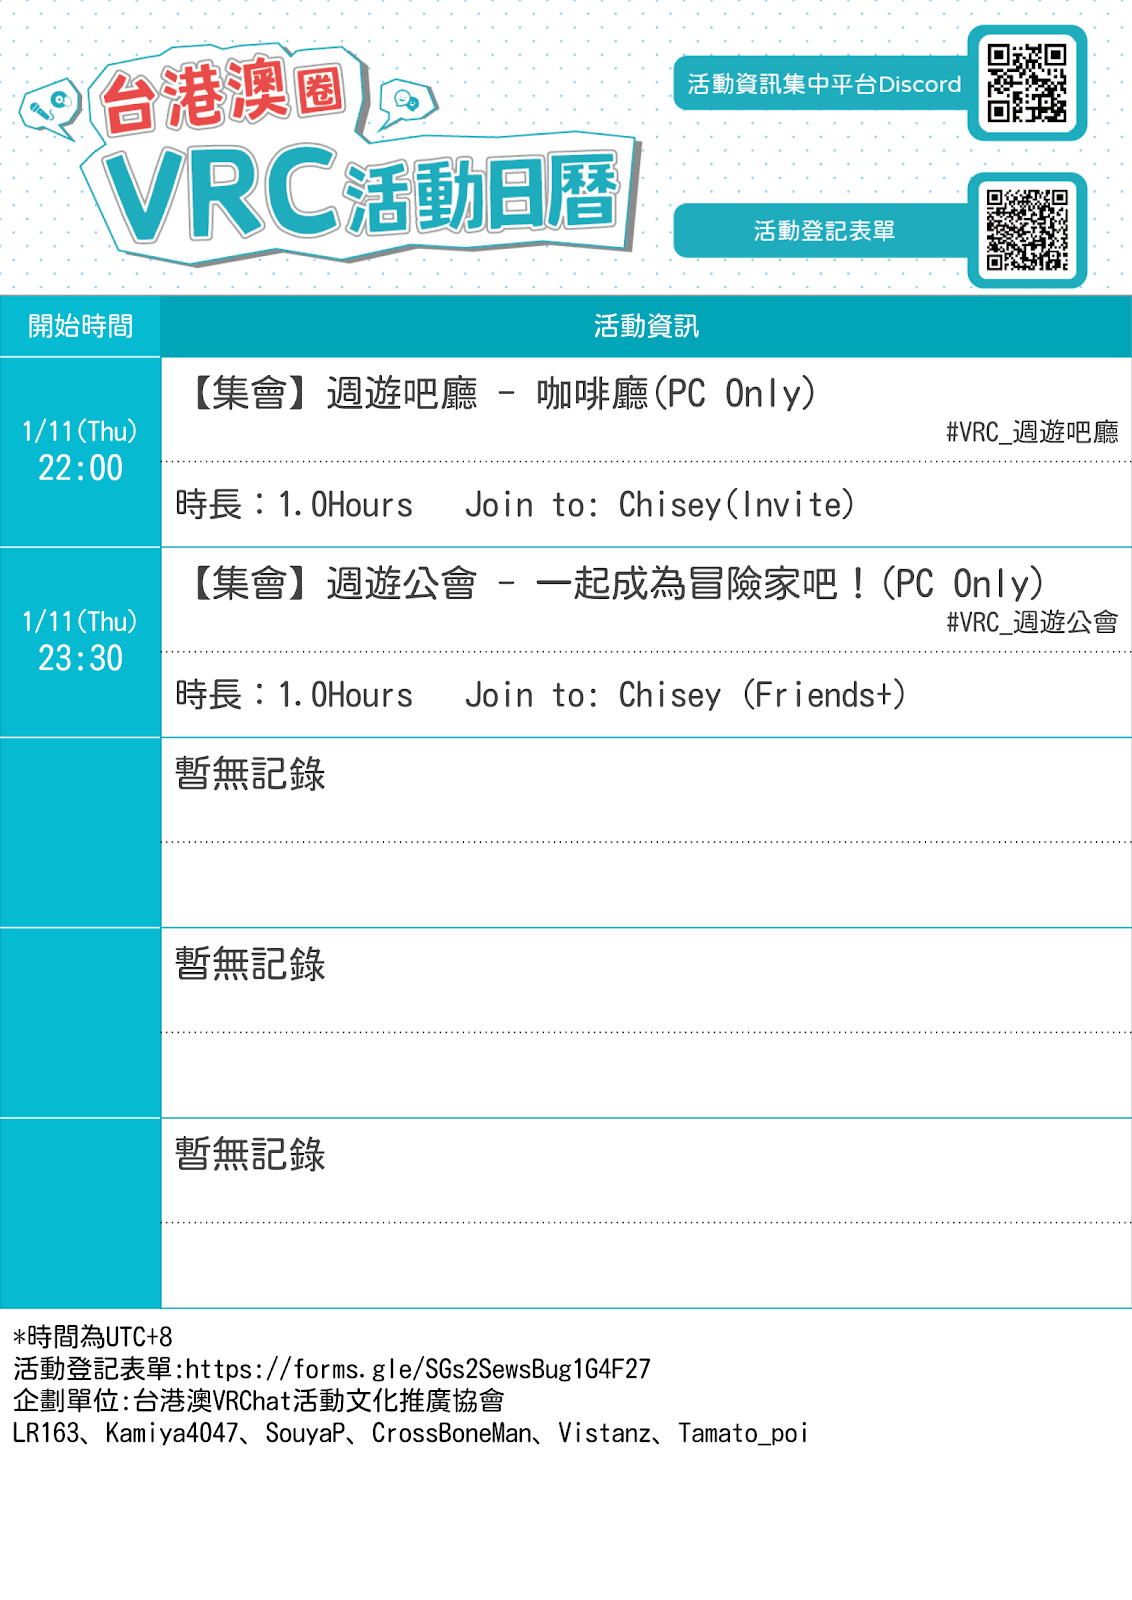 台港澳圈
VRC活動日曆
活動資訊集中平台Discord
活動登記表單
開始時間
活動資訊
1/11(Thu)
22:00
【集會】週遊吧廳 - 咖啡廳(PC Only)
#VRC_週遊吧廳
時長：1.0Hours Join to: Chisey(Invite)
1/11(Thu)
23:30
【集會】週遊公會 - 一起成為冒險家吧！(PC Only)
#VRC_週遊公會
時長：1.0Hours Join to: Chisey (Friends+)
暫無記錄
暫無記錄
暫無記錄
*時間為UTC+8
活動登記表單:https://forms.gle/SGs2SewsBug1G4F27
企劃單位:台港澳VRChat活動文化推廣協會
LR163、Kamiya4047、SouyaP、CrossBoneMan、Vistanz、Tamato_poi